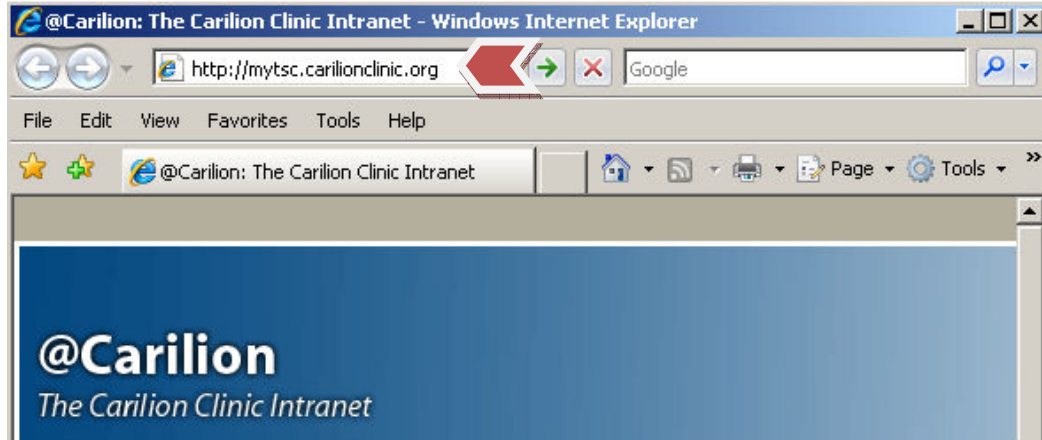 @Carilion: The Carilion Clinic Intranet - Windows Internet Explorer
http://mytsc.carilionclinic.org Google
File Edit View Favorites Tools Help
@Carilion: The Carilion Clinic Intranet Page Tools »
@Carilion
The Carilion Clinic Intranet